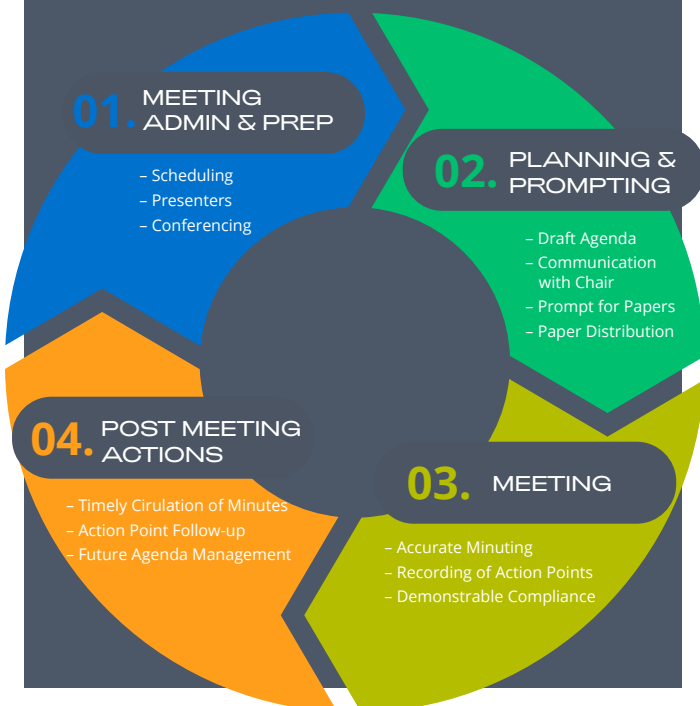 01. MEETING
ADMIN & PREP
– Scheduling
– Presenters
– Conferencing
02. PLANNING &
PROMPTING
– Draft Agenda
– Communication
with Chair
– Prompt for Papers
– Paper Distribution
03. MEETING
– Accurate Minuting
– Recording of Action Points
– Demonstrable Compliance
04. POST MEETING
ACTIONS
– Timely Cirulation of Minutes
– Action Point Follow-up
– Future Agenda Management